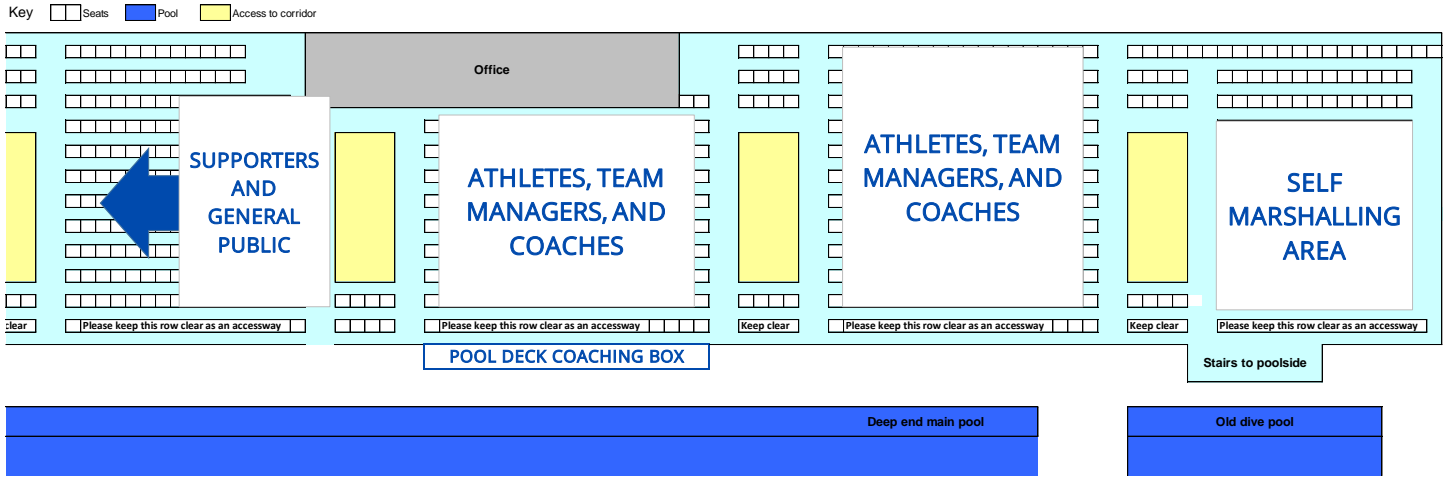 Key Seats Pool Access to corridor
Office
SUPPORTERS
AND
GENERAL
PUBLIC
ATHLETES, TEAM
MANAGERS, AND
COACHES
ATHLETES, TEAM
MANAGERS, AND
COACHES
SELF
MARSHALLING
AREA
clear Please keep this row clear as an accessway Please keep this row clear as an accessway Keep clear Please keep this row clear as an accessway Keep clear Please keep this row clear as an accessway
POOL DECK COACHING BOX
Stairs to poolside
Deep end main pool Old dive pool